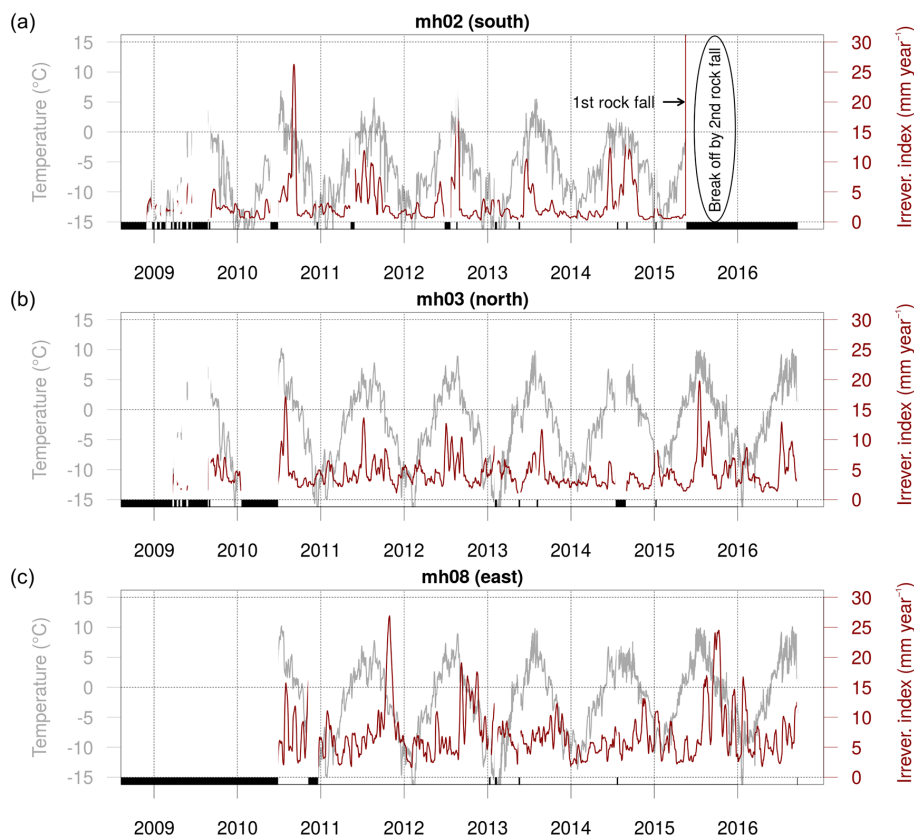 (a)
mh02 (south)
Temperature (°C)
15
10
5
0
-5
-10
-15
1st rock fall
Break off by 2nd rock fall
30
25
20
15
10
5
0
Irrever. index (mm year⁻¹)
2009 2010 2011 2012 2013 2014 2015 2016
(b)
mh03 (north)
Temperature (°C)
15
10
5
0
-5
-10
-15
30
25
20
15
10
5
0
Irrever. index (mm year⁻¹)
2009 2010 2011 2012 2013 2014 2015 2016
(c)
mh08 (east)
Temperature (°C)
15
10
5
0
-5
-10
-15
30
25
20
15
10
5
0
Irrever. index (mm year⁻¹)
2009 2010 2011 2012 2013 2014 2015 2016